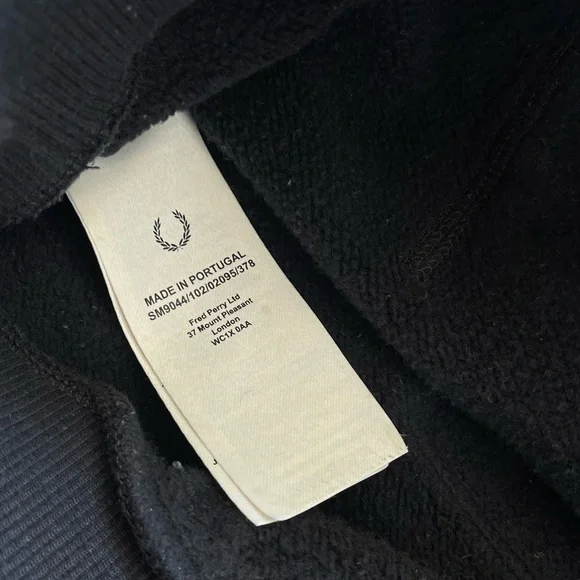 MADE IN PORTUGAL
SM9044/102/02095/378
Fred Perry Ltd
37 Mount Pleasant
London
WC1X 0AA